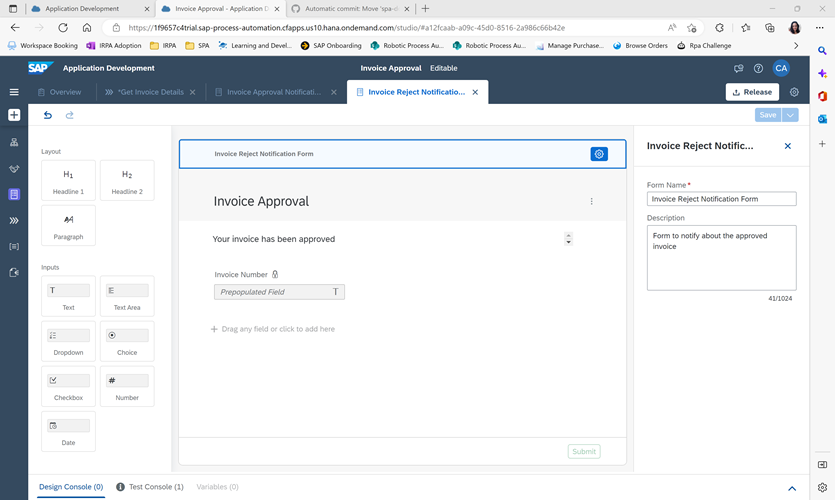 Application Development
Invoice Approval - Application D
Automatic commit: Move 'spa-d
https://1f9657c4trial.sap-process-automation.cfapps.us10.hana.ondemand.com/studio/#a12fcaab-a09c-45d0-8516-2a986c66b42e
Workspace Booking
IRPA Adoption
IRPA
SPA
Learning and Devel...
SAP Onboarding
Robotic Process Au...
Robotic Process Au...
Manage Purchase...
Browse Orders
Rpa Challenge
SAP
Application Development
Invoice Approval
Editable
CA
Overview
*Get Invoice Details
Invoice Approval Notificati...
Invoice Reject Notificatio...
Release
Save
Layout
H1
Headline 1
H2
Headline 2
Paragraph
Inputs
Text
Text Area
Dropdown
Choice
Checkbox
Number
Date
Invoice Reject Notification Form
Invoice Approval
Your invoice has been approved
Invoice Number
Prepopulated Field
T
+ Drag any field or click to add here
Submit
Invoice Reject Notific...
Form Name *
Invoice Reject Notification Form
Description
Form to notify about the approved
invoice
41/1024
Design Console (0)
Test Console (1)
Variables (0)